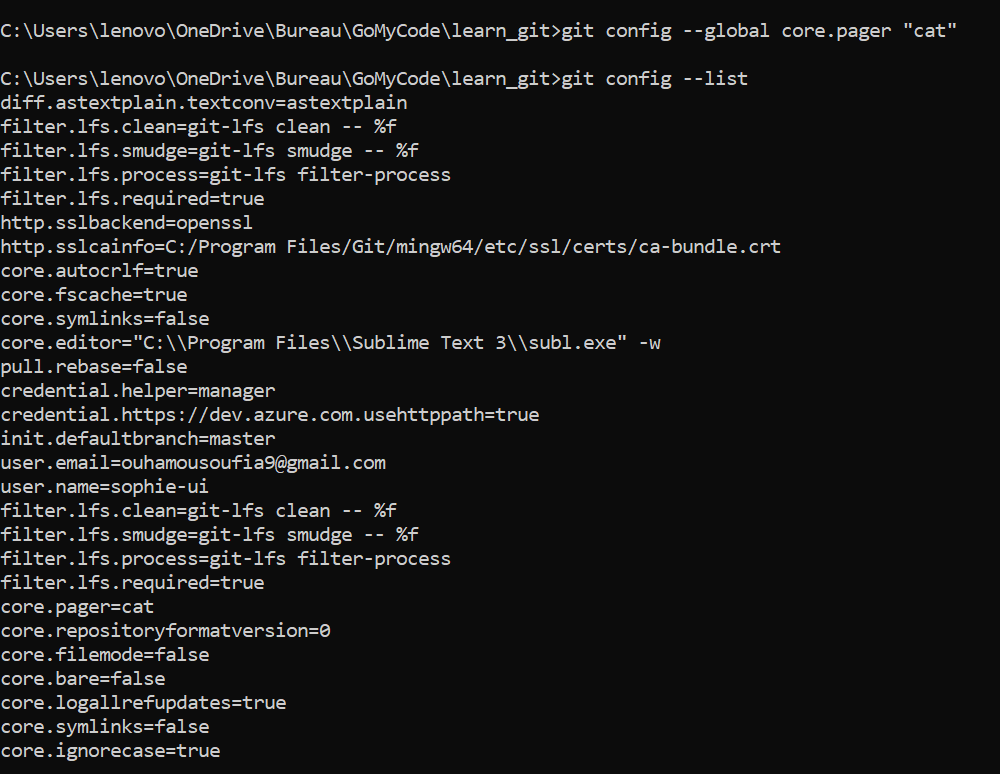 C:\Users\lenovo\OneDrive\Bureau\GoMyCode\learn_git>git config --global core.pager "cat"
C:\Users\lenovo\OneDrive\Bureau\GoMyCode\learn_git>git config --list
diff.astextplain.textconv=astextplain
filter.lfs.clean=git-lfs clean -- %f
filter.lfs.smudge=git-lfs smudge -- %f
filter.lfs.process=git-lfs filter-process
filter.lfs.required=true
http.sslbackend=openssl
http.sslcainfo=C:/Program Files/Git/mingw64/etc/ssl/certs/ca-bundle.crt
core.autocrlf=true
core.fscache=true
core.symlinks=false
core.editor="C:\\Program Files\\Sublime Text 3\\subl.exe" -w
pull.rebase=false
credential.helper=manager
credential.https://dev.azure.com.usehttppath=true
init.defaultbranch=master
user.email=ouhamousoufia9@gmail.com
user.name=sophie-ui
filter.lfs.clean=git-lfs clean -- %f
filter.lfs.smudge=git-lfs smudge -- %f
filter.lfs.process=git-lfs filter-process
filter.lfs.required=true
core.pager=cat
core.repositoryformatversion=0
core.filemode=false
core.bare=false
core.logallrefupdates=true
core.symlinks=false
core.ignorecase=true